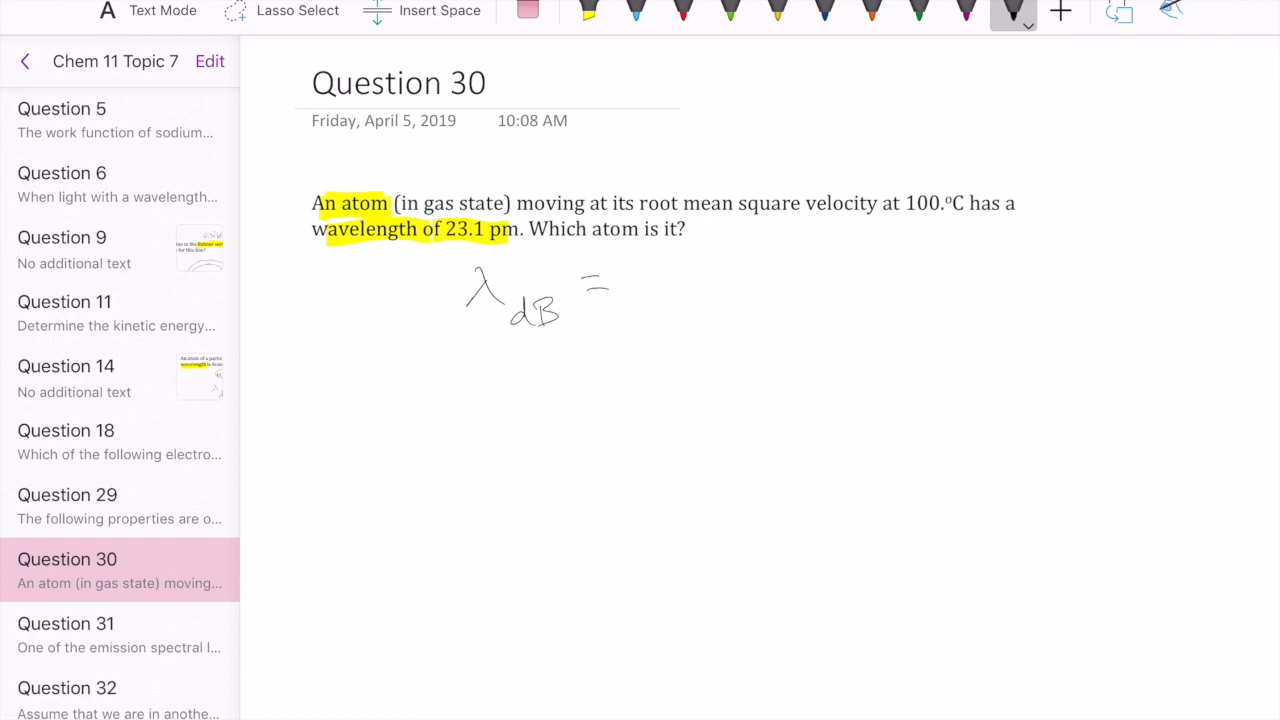 Text Mode
Lasso Select
Insert Space
Chem 11 Topic 7
Edit
Question 5
The work function of sodium...
Question 6
When light with a wavelength...
Question 9
No additional text
Question 11
Determine the kinetic energy...
Question 14
No additional text
Question 18
Which of the following electro...
Question 29
The following properties are o...
Question 30
An atom (in gas state) moving...
Question 31
One of the emission spectral l...
Question 32
Assume that we are in anothe...
Question 30
Friday, April 5, 2019 10:08 AM
An atom (in gas state) moving at its root mean square velocity at 100.ºC has a
wavelength of 23.1 pm. Which atom is it?
λ dB =